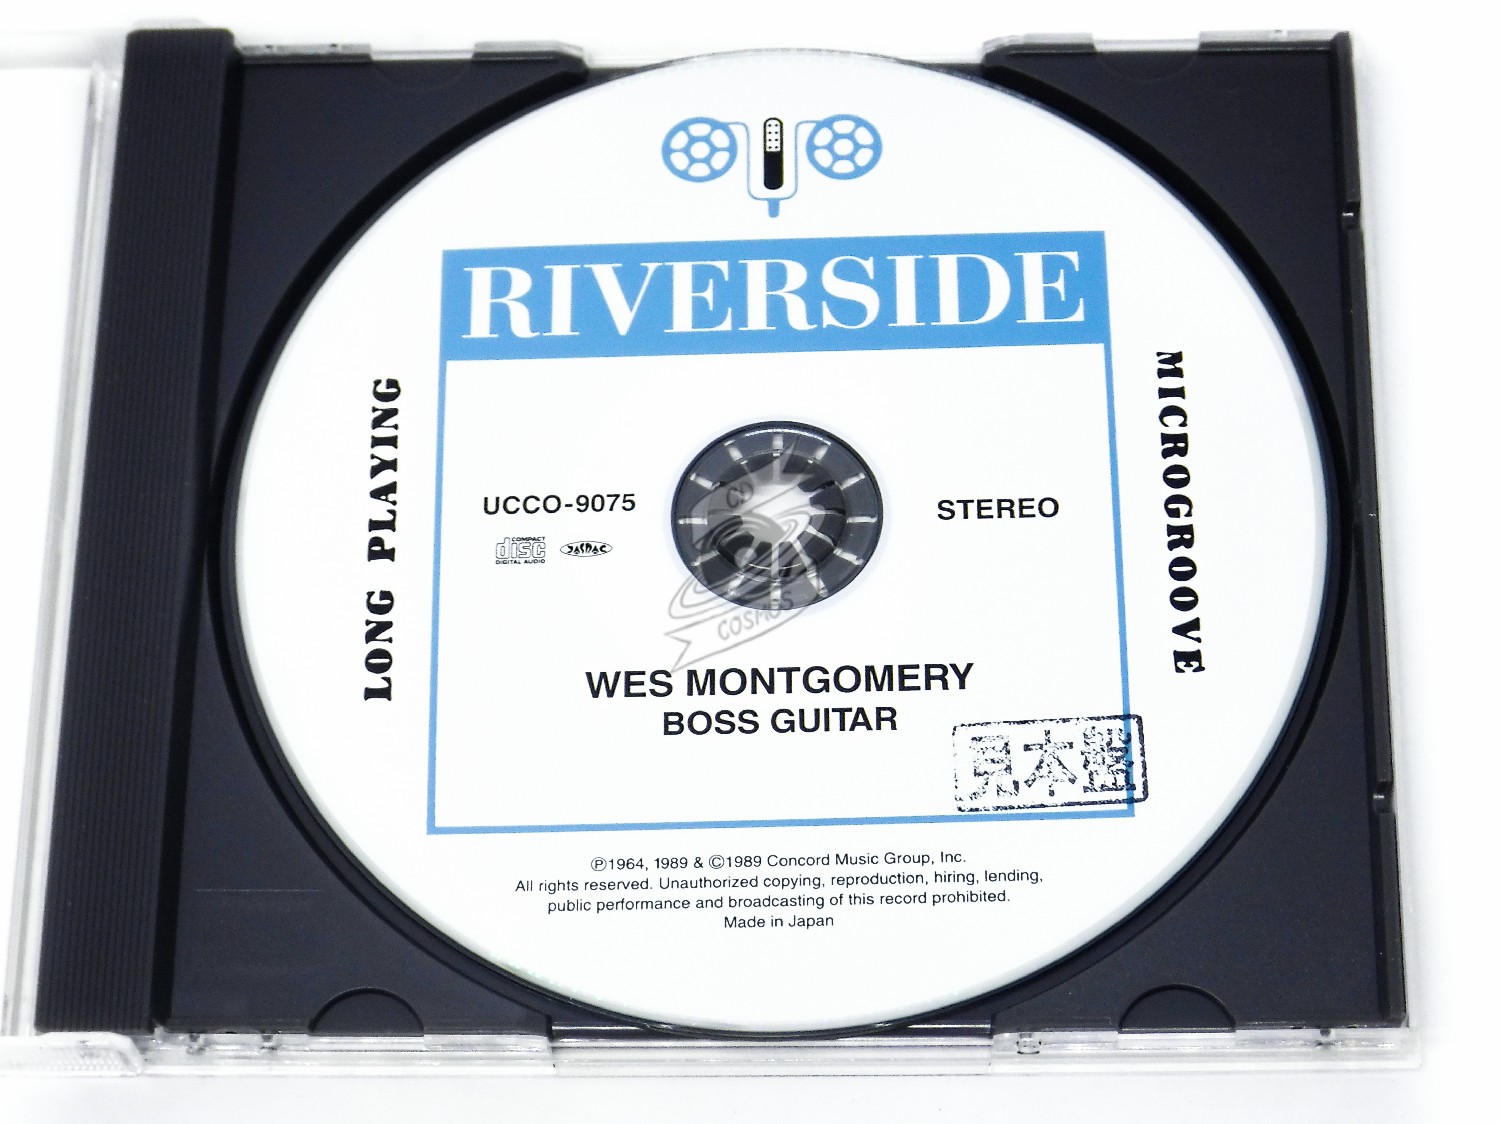 RIVERSIDE
LONG PLAYING
MICROGROOVE
UCCO-9075
STEREO
COMPACT
disc
DIGITAL AUDIO
JASRAC
CD
COSMOS
WES MONTGOMERY
BOSS GUITAR
見本盤
℗1964, 1989 & ©1989 Concord Music Group, Inc.
All rights reserved. Unauthorized copying, reproduction, hiring, lending,
public performance and broadcasting of this record prohibited.
Made in Japan